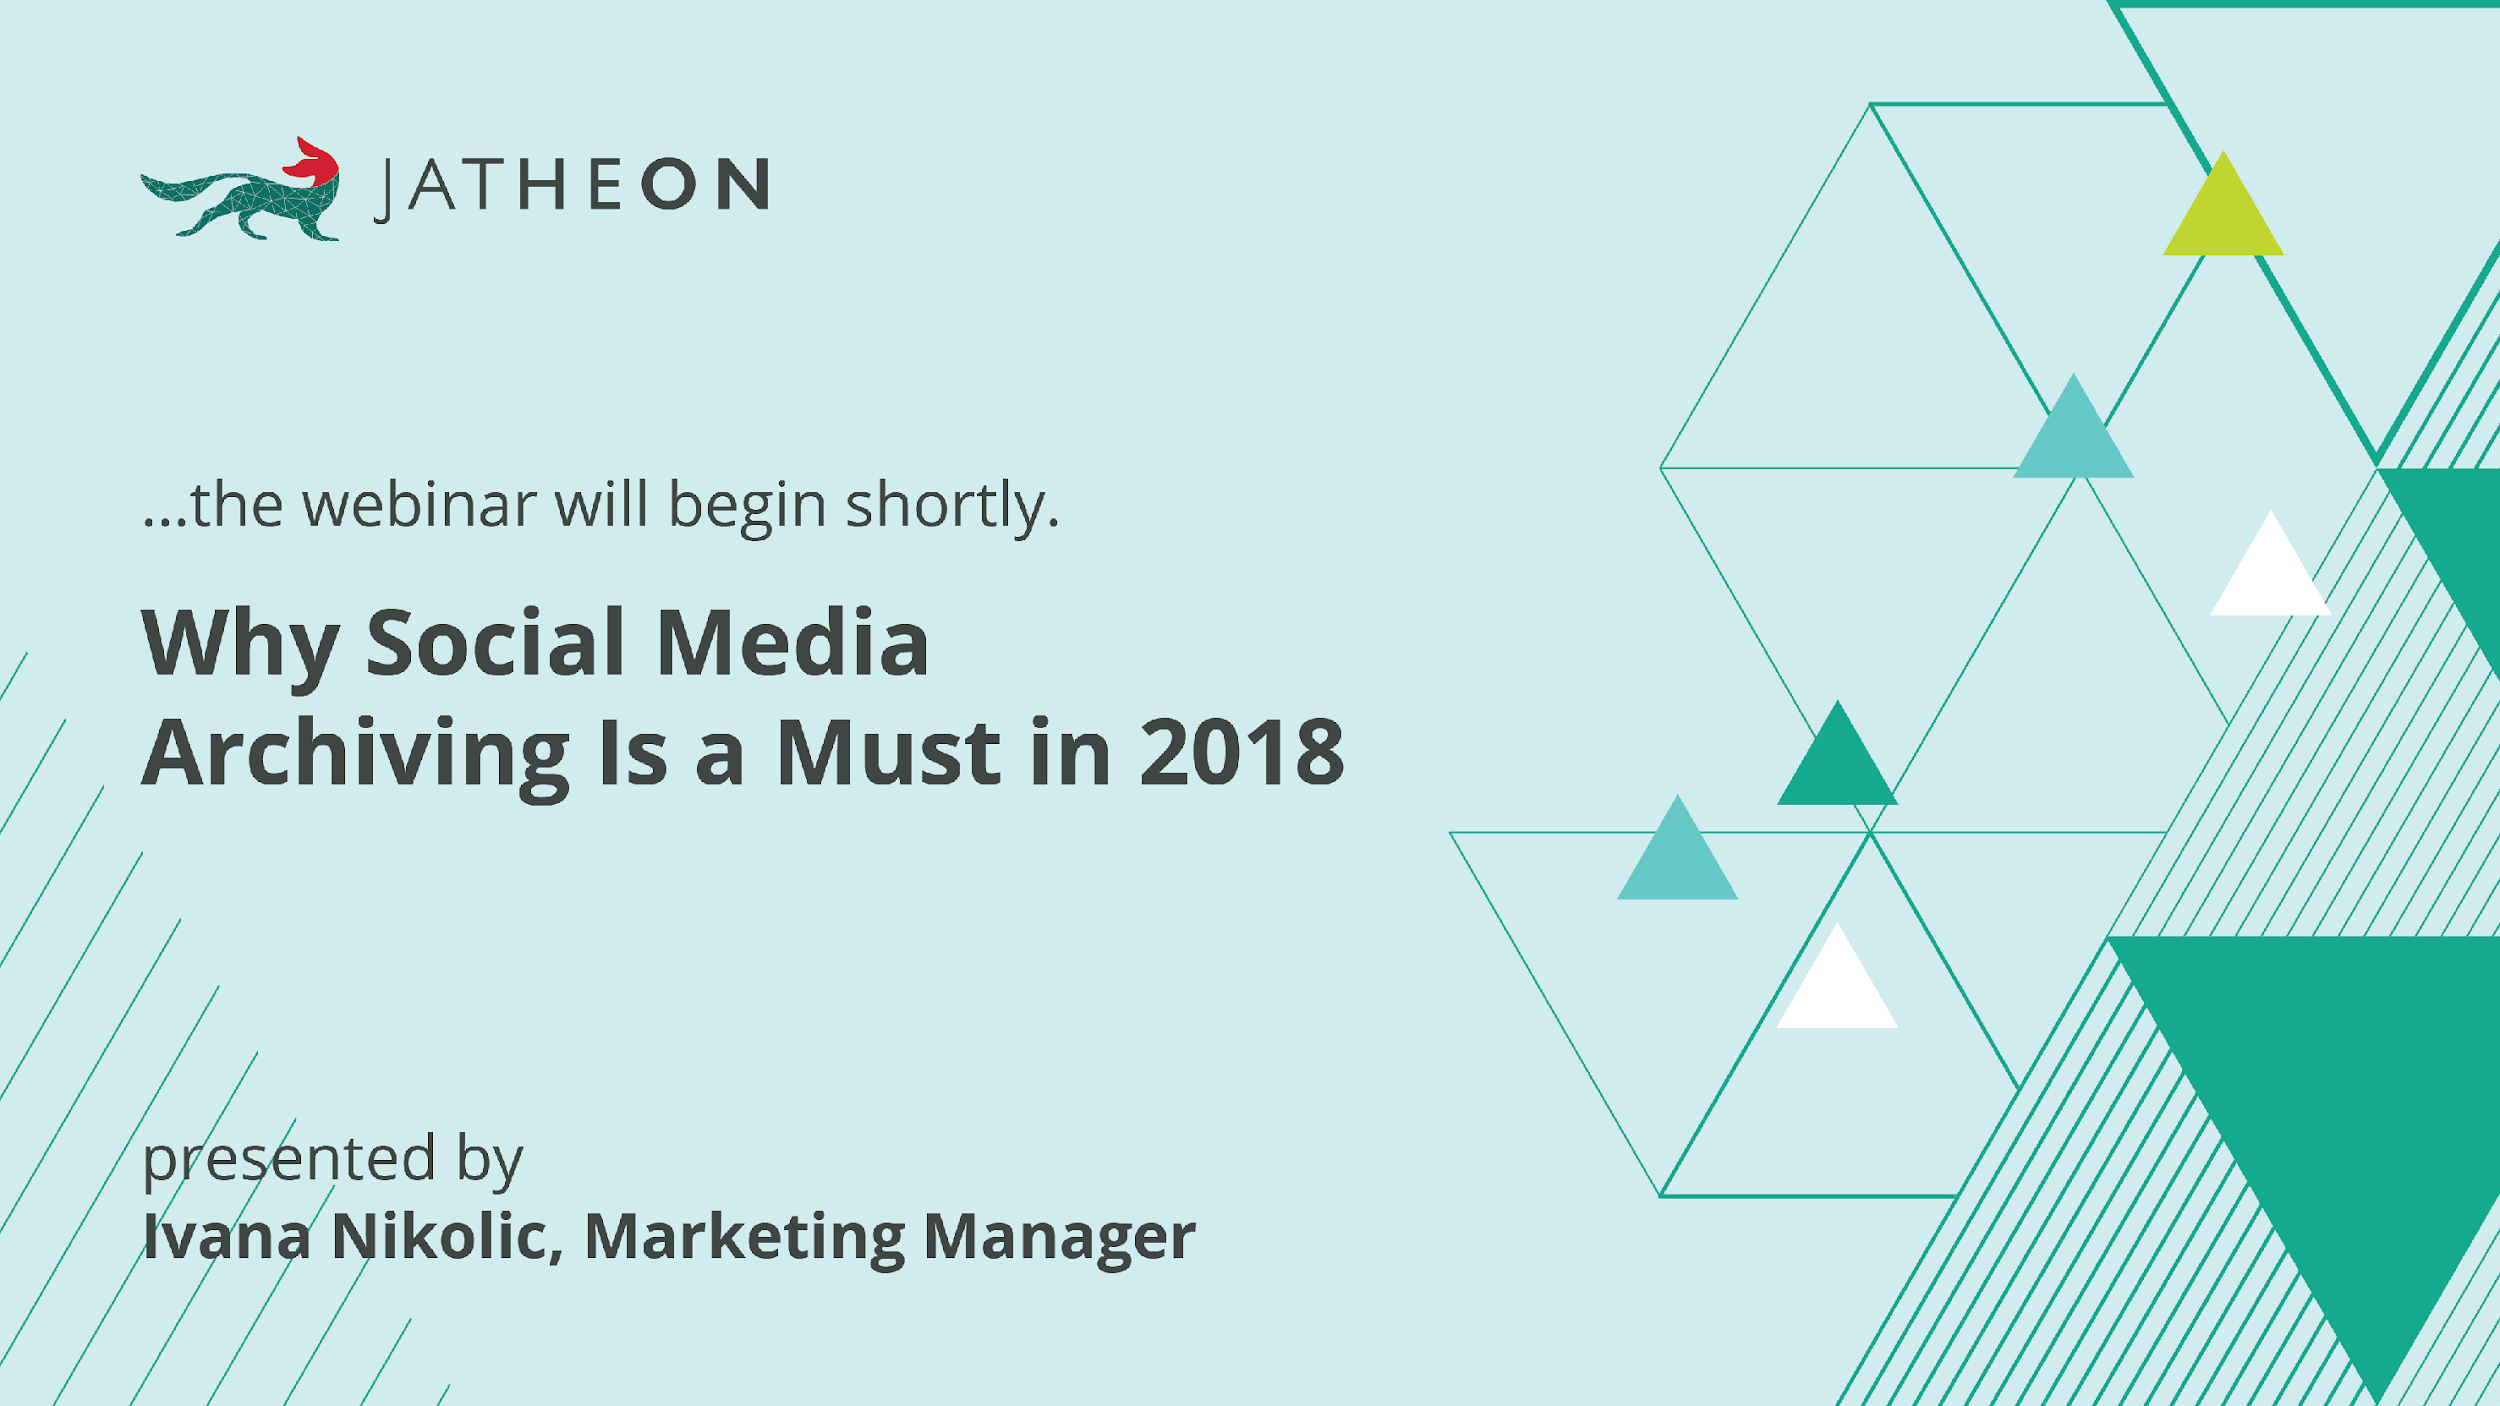 JATHEON
...the webinar will begin shortly.
Why Social Media
Archiving Is a Must in 2018
presented by
Ivana Nikolic, Marketing Manager